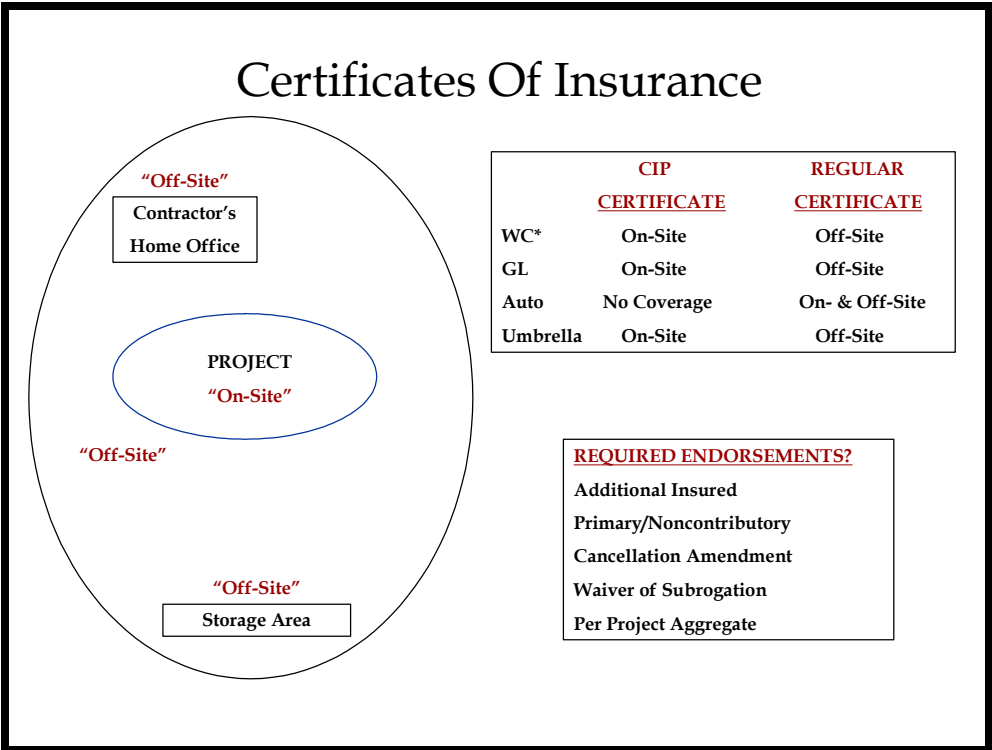 Certificates Of Insurance
“Off-Site”
Contractor’s
Home Office
PROJECT
“On-Site”
“Off-Site”
“Off-Site”
Storage Area
CIP REGULAR
CERTIFICATE CERTIFICATE
WC* On-Site Off-Site
GL On-Site Off-Site
Auto No Coverage On- & Off-Site
Umbrella On-Site Off-Site
REQUIRED ENDORSEMENTS?
Additional Insured
Primary/Noncontributory
Cancellation Amendment
Waiver of Subrogation
Per Project Aggregate